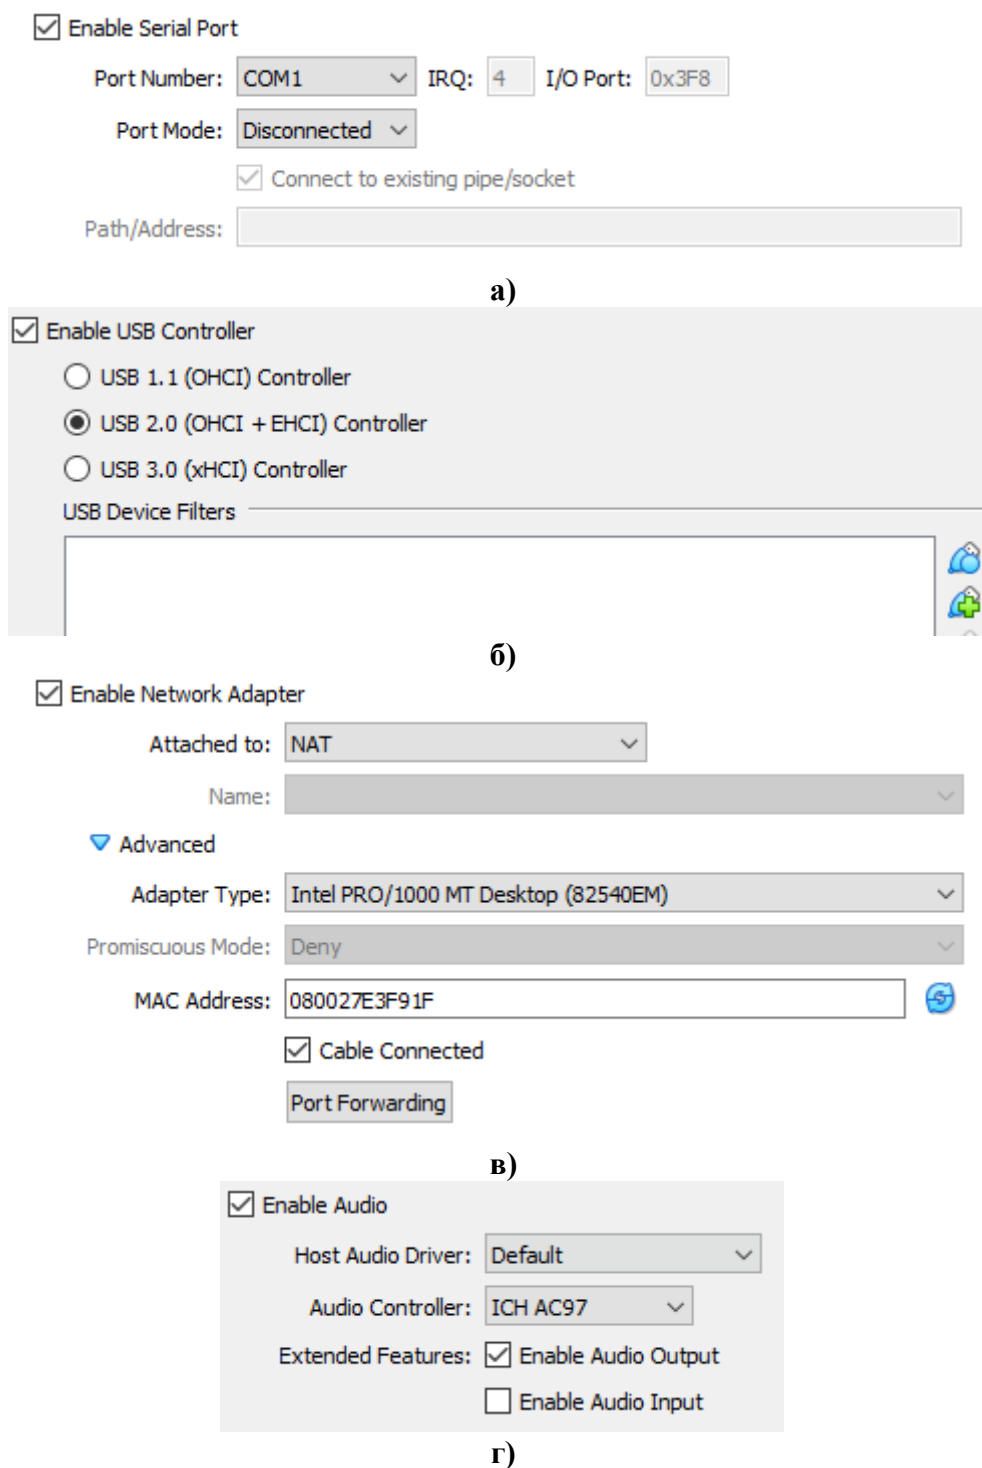 Enable Serial Port
Port Number: COM1 IRQ: 4 I/O Port: 0x3F8
Port Mode: Disconnected
Connect to existing pipe/socket
Path/Address:
а)
Enable USB Controller
USB 1.1 (OHCI) Controller
USB 2.0 (OHCI + EHCI) Controller
USB 3.0 (xHCI) Controller
USB Device Filters
б)
Enable Network Adapter
Attached to: NAT
Name:
Advanced
Adapter Type: Intel PRO/1000 MT Desktop (82540EM)
Promiscuous Mode: Deny
MAC Address: 080027E3F91F
Cable Connected
Port Forwarding
в)
Enable Audio
Host Audio Driver: Default
Audio Controller: ICH AC97
Extended Features: Enable Audio Output
Enable Audio Input
г)